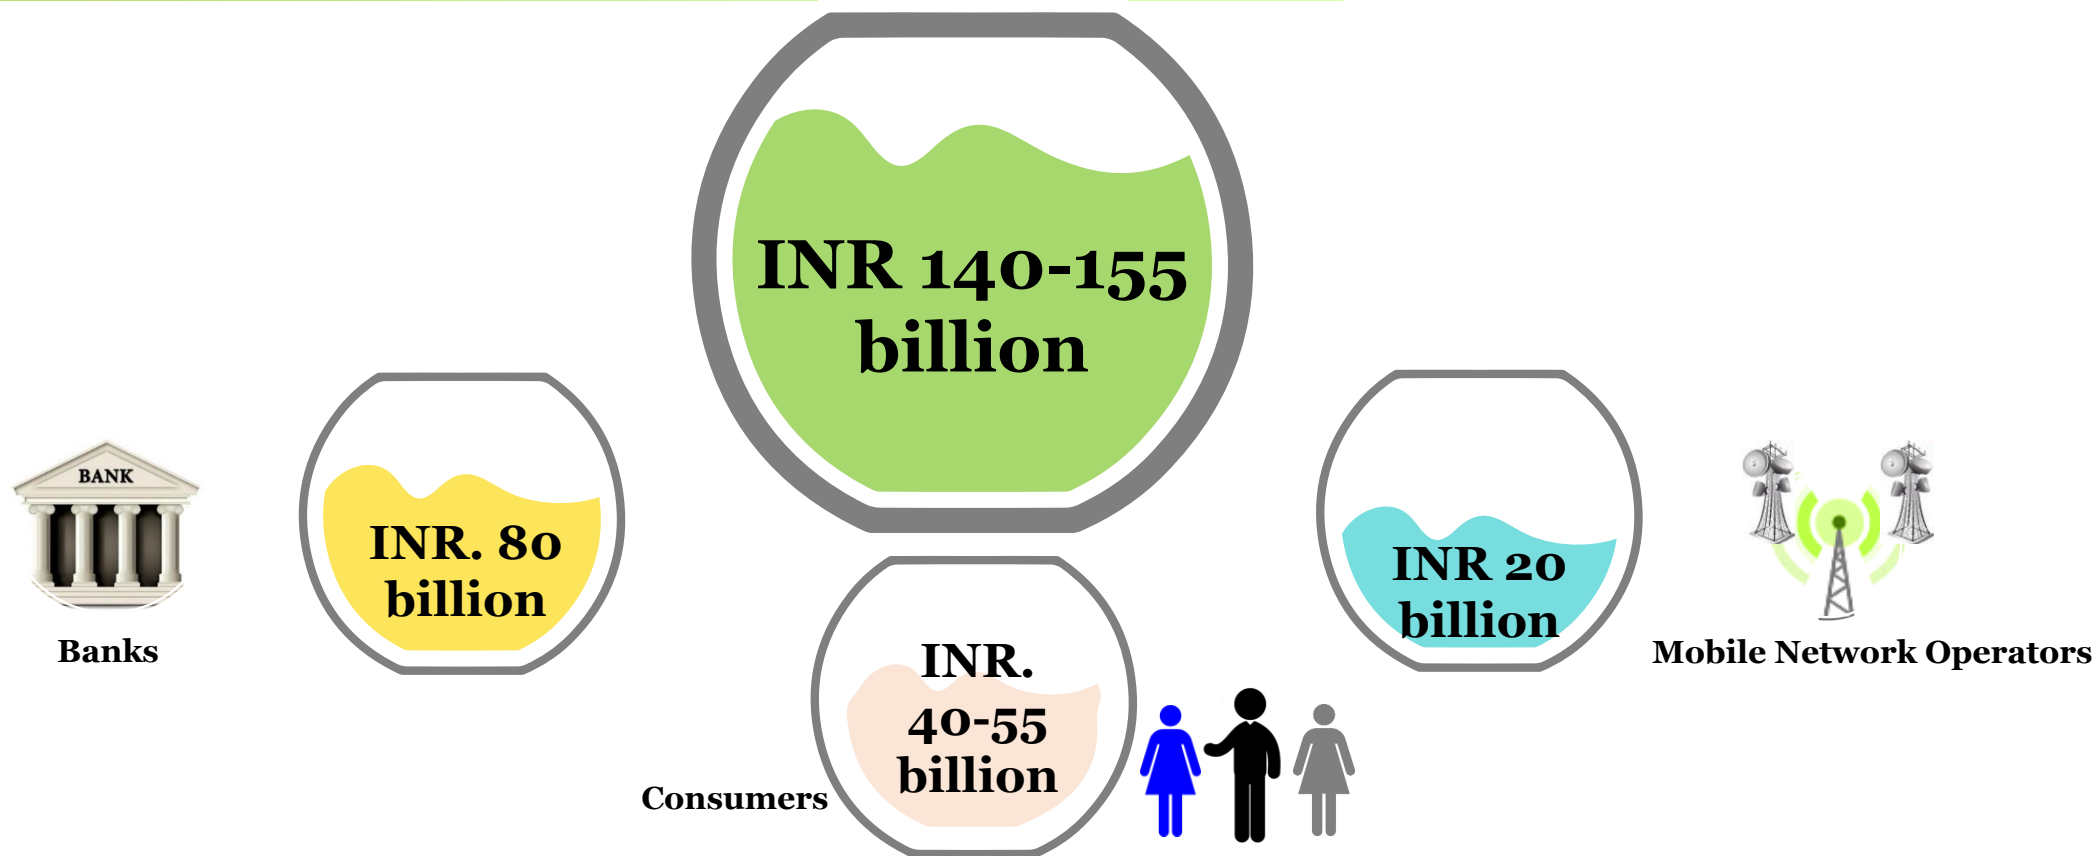 INR 140-155
billion
BANK
INR. 80
billion
Banks
INR 20
billion
Mobile Network Operators
INR.
40-55
billion
Consumers